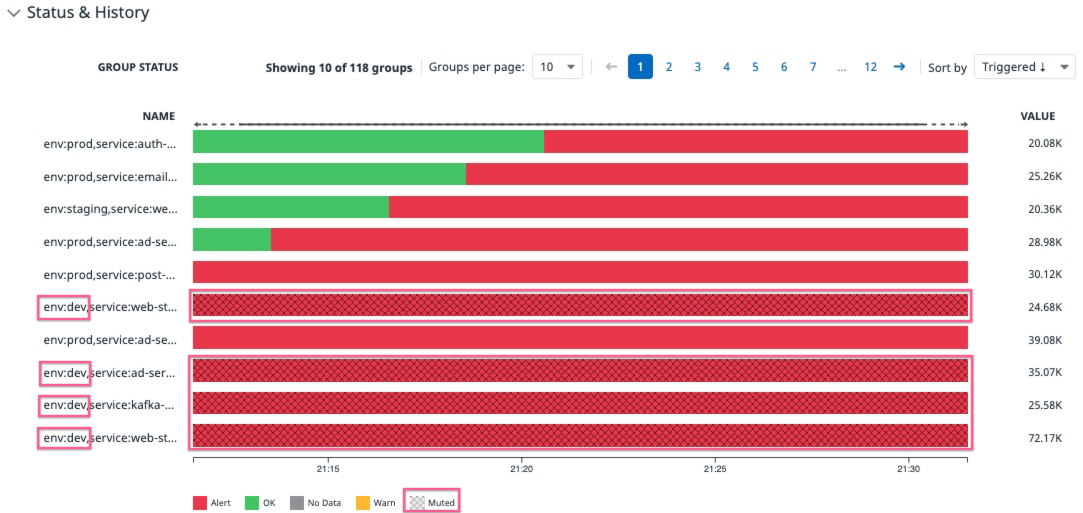 Status & History
GROUP STATUS Showing 10 of 118 groups Groups per page: 10 ← 1 2 3 4 5 6 7 ... 12 → Sort by Triggered ↓
NAME VALUE
env:prod,service:auth-... 20.08K
env:prod,service:email... 25.26K
env:staging,service:we... 20.36K
env:prod,service:ad-se... 28.98K
env:prod,service:post-... 30.12K
env:dev,service:web-st... 24.68K
env:prod,service:ad-se... 39.08K
env:dev,service:ad-ser... 35.07K
env:dev,service:kafka-... 25.58K
env:dev,service:web-st... 72.17K
21:15 21:20 21:25 21:30
Alert OK No Data Warn Muted